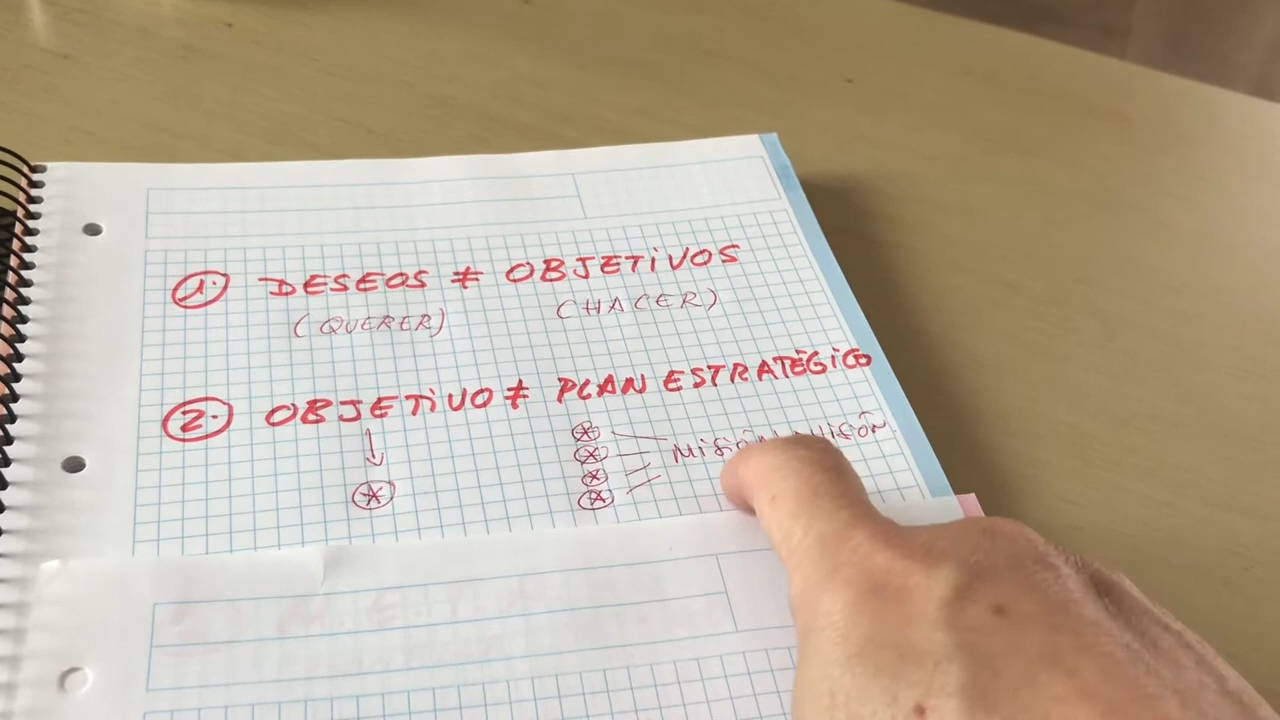 1. DESEOS ≠ OBJETIVOS
(QUERER) (HACER)
2. OBJETIVO ≠ PLAN ESTRATÉGICO
MISIÓN